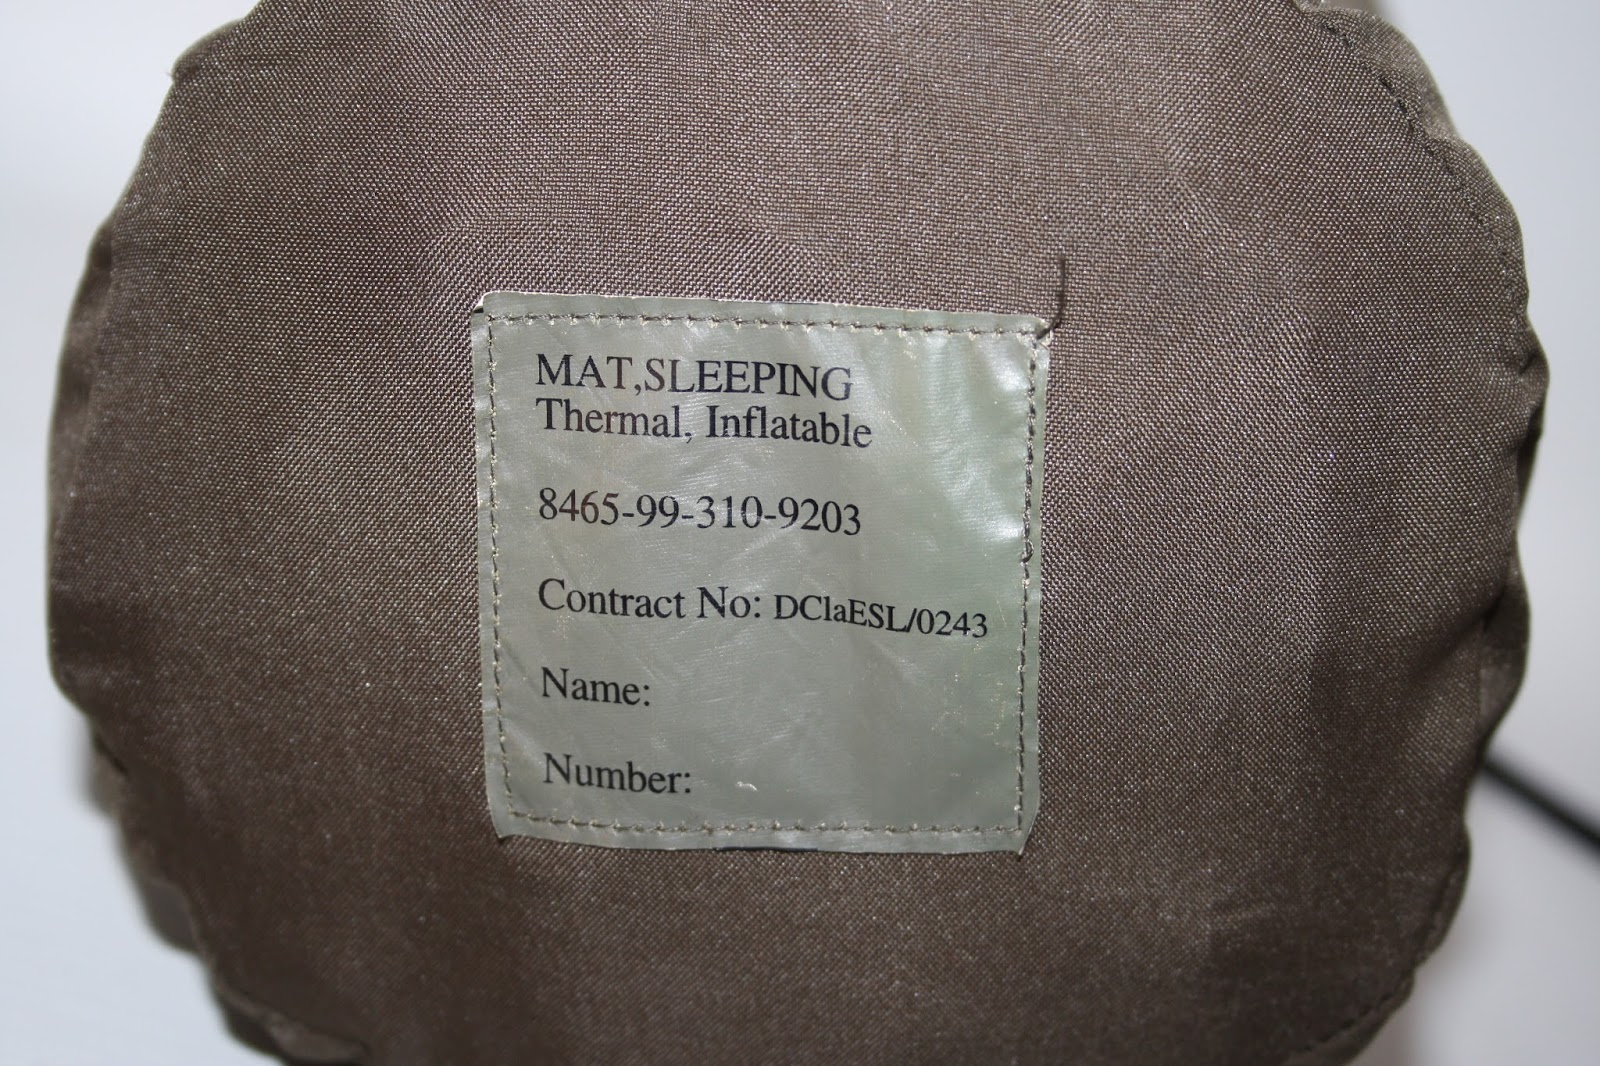 MAT,SLEEPING
Thermal, Inflatable
8465-99-310-9203
Contract No: DClaESL/0243
Name:
Number: